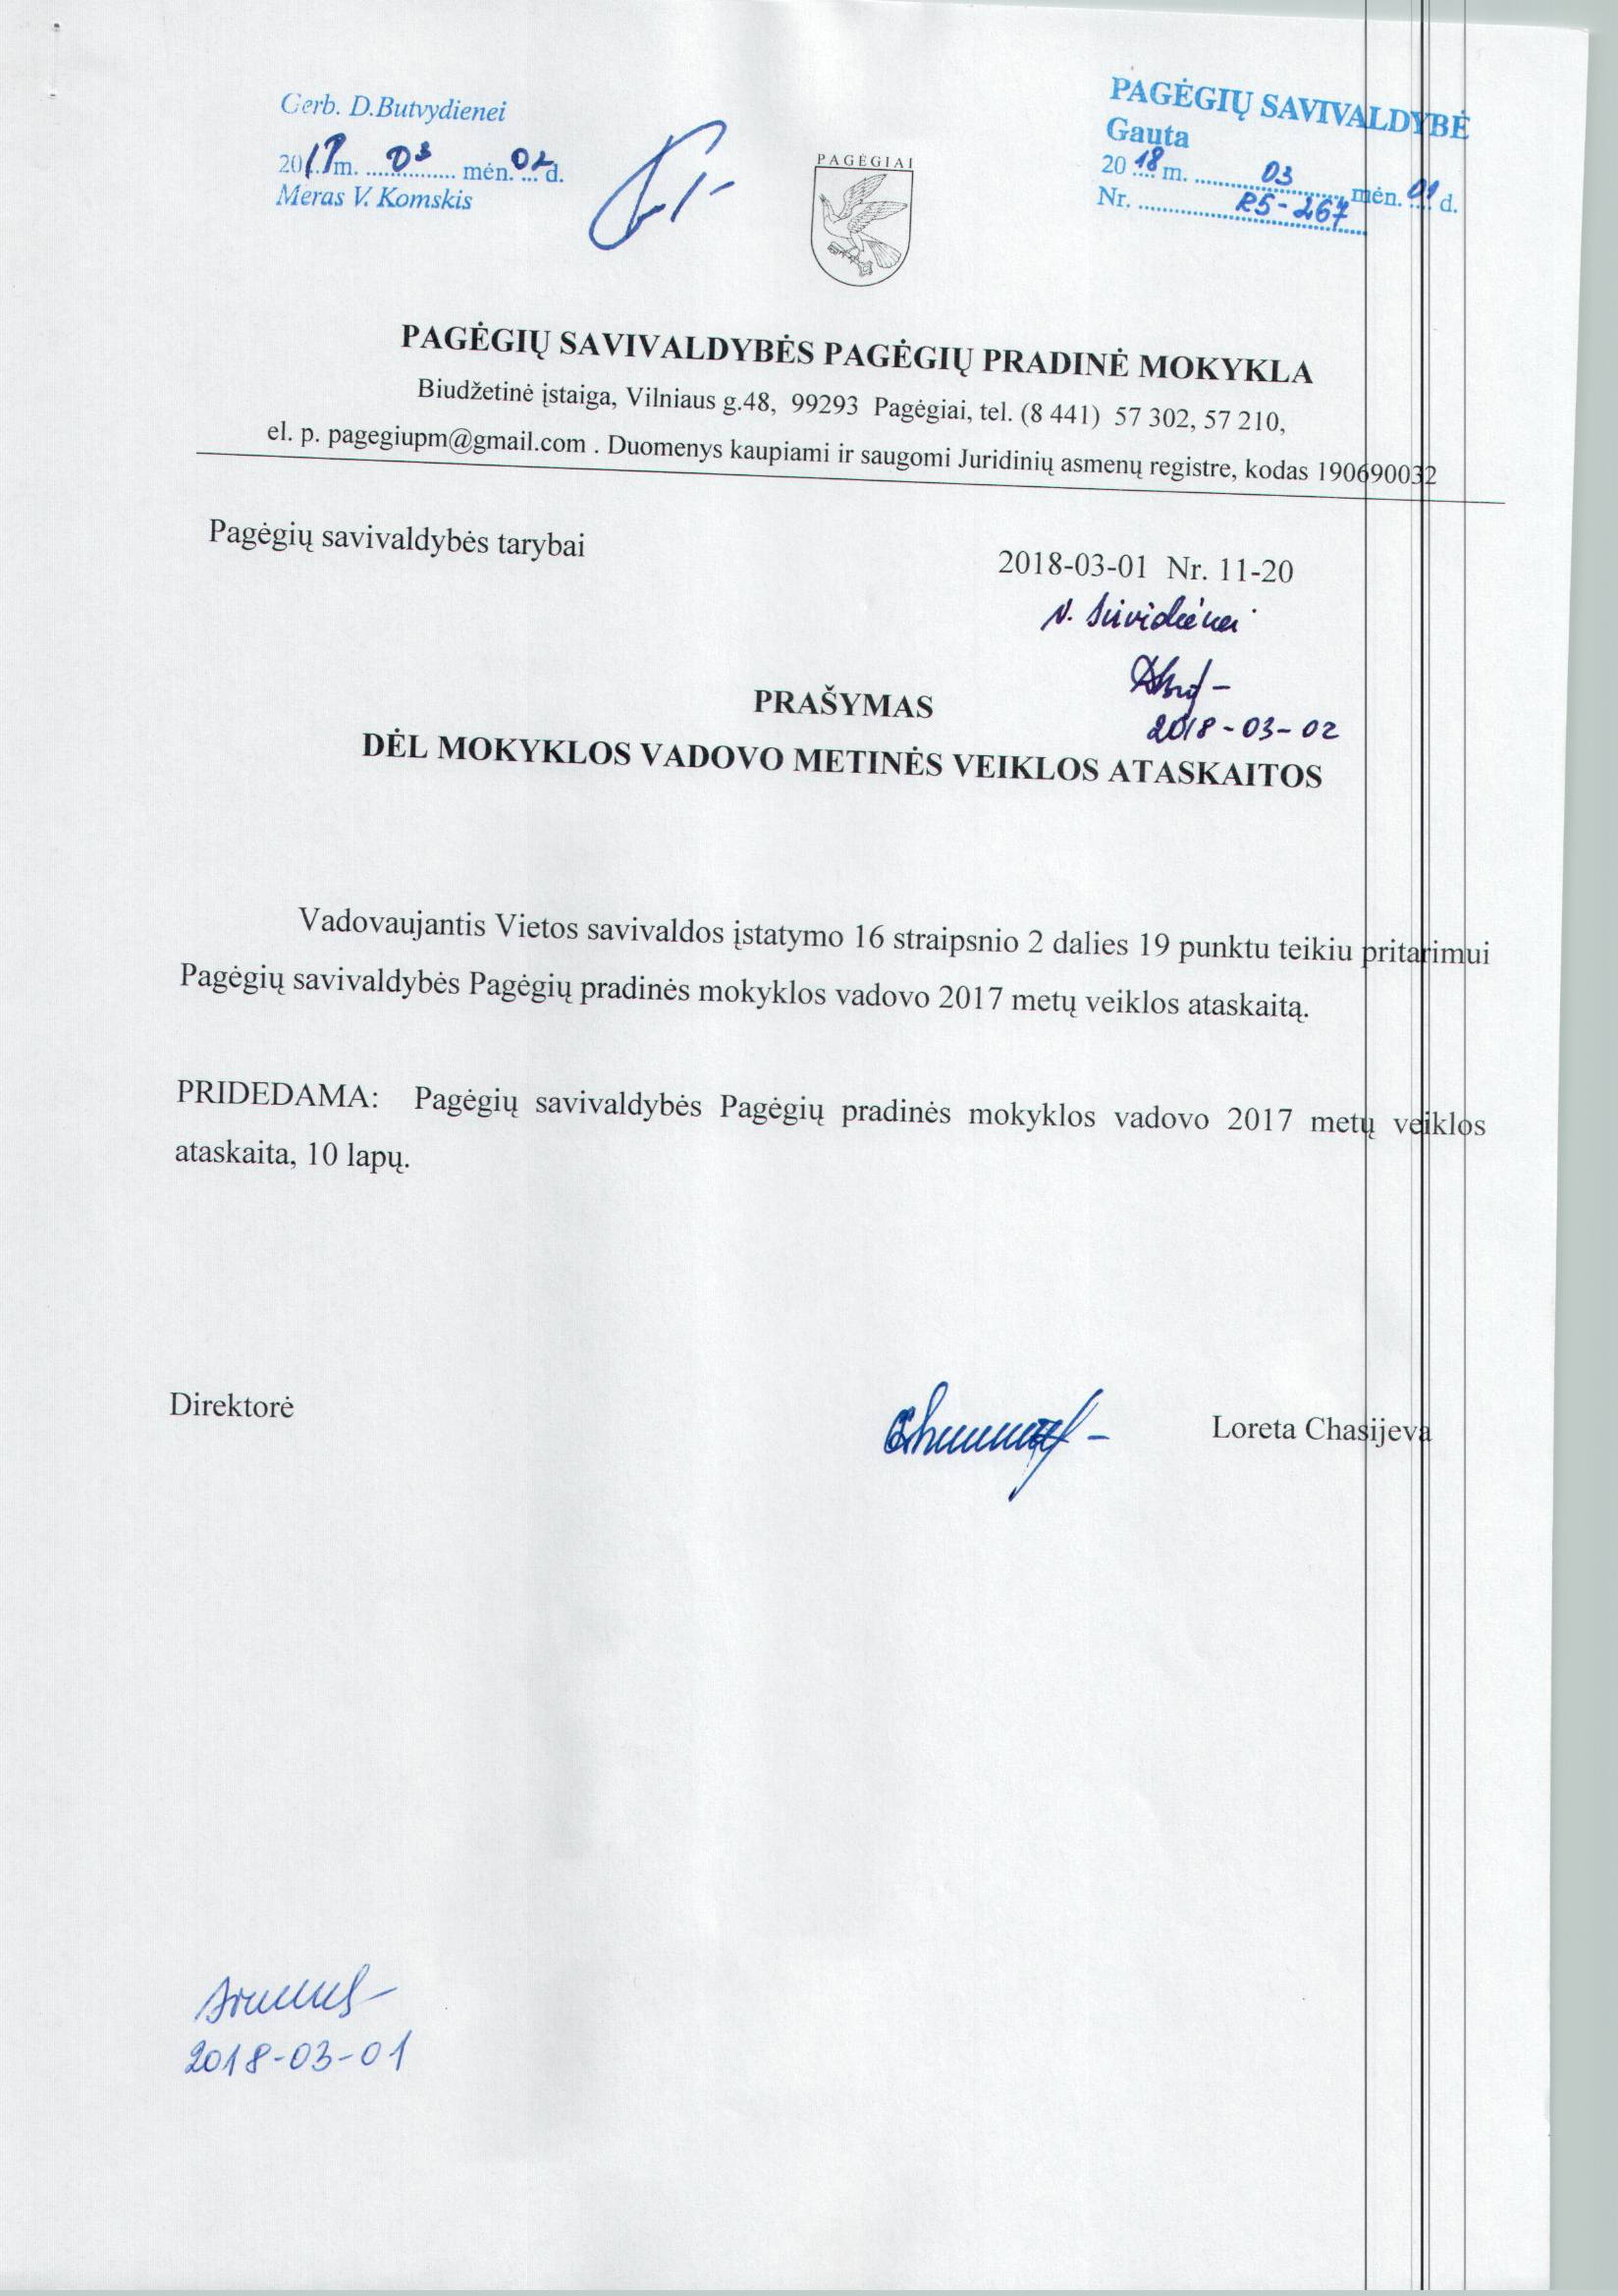 Gerb. D.Butvydienei
2018 m. 03 mėn. 02 d.
Meras V. Komskis
PAGĖGIŲ SAVIVALDYBĖ
Gauta
2018 m. 03 mėn. 01 d.
Nr. R5-267
PAGĖGIAI
PAGĖGIŲ SAVIVALDYBĖS PAGĖGIŲ PRADINĖ MOKYKLA
Biudžetinė įstaiga, Vilniaus g.48, 99293 Pagėgiai, tel. (8 441) 57 302, 57 210,
el. p. pagegiupm@gmail.com . Duomenys kaupiami ir saugomi Juridinių asmenų registre, kodas 190690032
Pagėgių savivaldybės tarybai
2018-03-01 Nr. 11-20
2018-03-02
PRAŠYMAS
DĖL MOKYKLOS VADOVO METINĖS VEIKLOS ATASKAITOS
Vadovaujantis Vietos savivaldos įstatymo 16 straipsnio 2 dalies 19 punktu teikiu pritarimui
Pagėgių savivaldybės Pagėgių pradinės mokyklos vadovo 2017 metų veiklos ataskaitą.
PRIDEDAMA: Pagėgių savivaldybės Pagėgių pradinės mokyklos vadovo 2017 metų veiklos
ataskaita, 10 lapų.
Direktorė
Loreta Chasijeva
2018-03-01